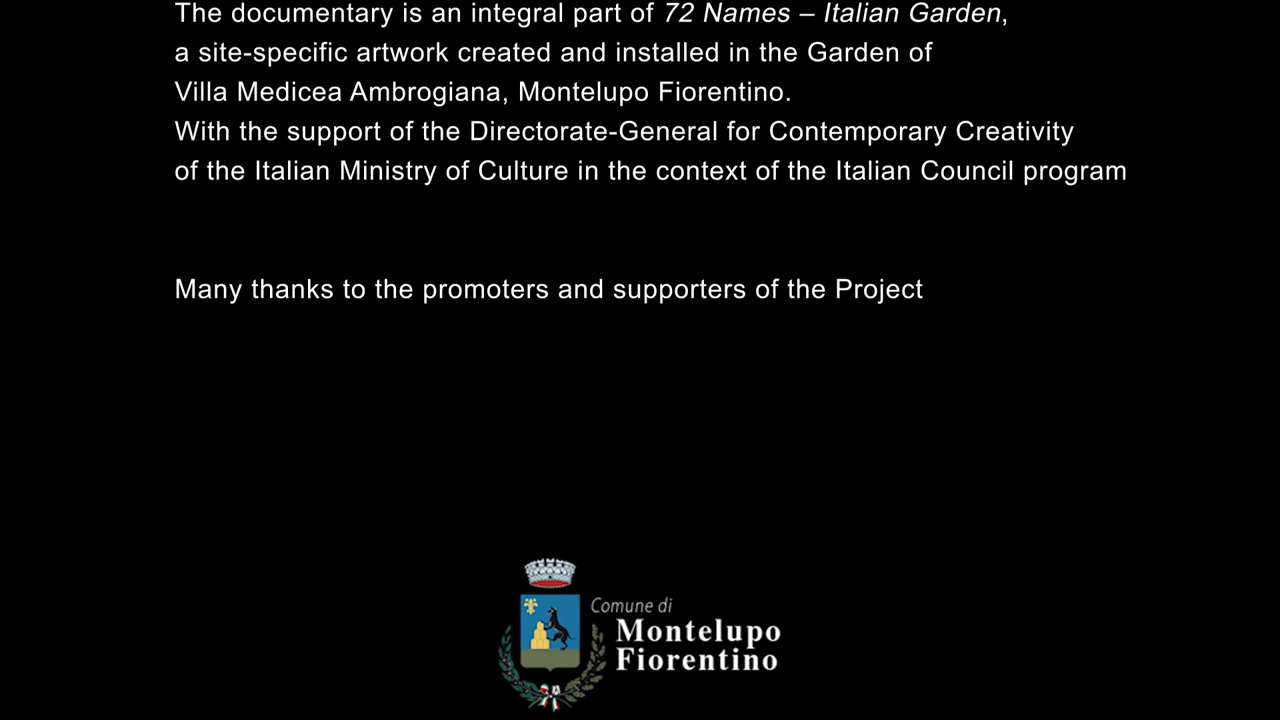 The documentary is an integral part of 72 Names – Italian Garden,
a site-specific artwork created and installed in the Garden of
Villa Medicea Ambrogiana, Montelupo Fiorentino.
With the support of the Directorate-General for Contemporary Creativity
of the Italian Ministry of Culture in the context of the Italian Council program
Many thanks to the promoters and supporters of the Project
Comune di
Montelupo
Fiorentino